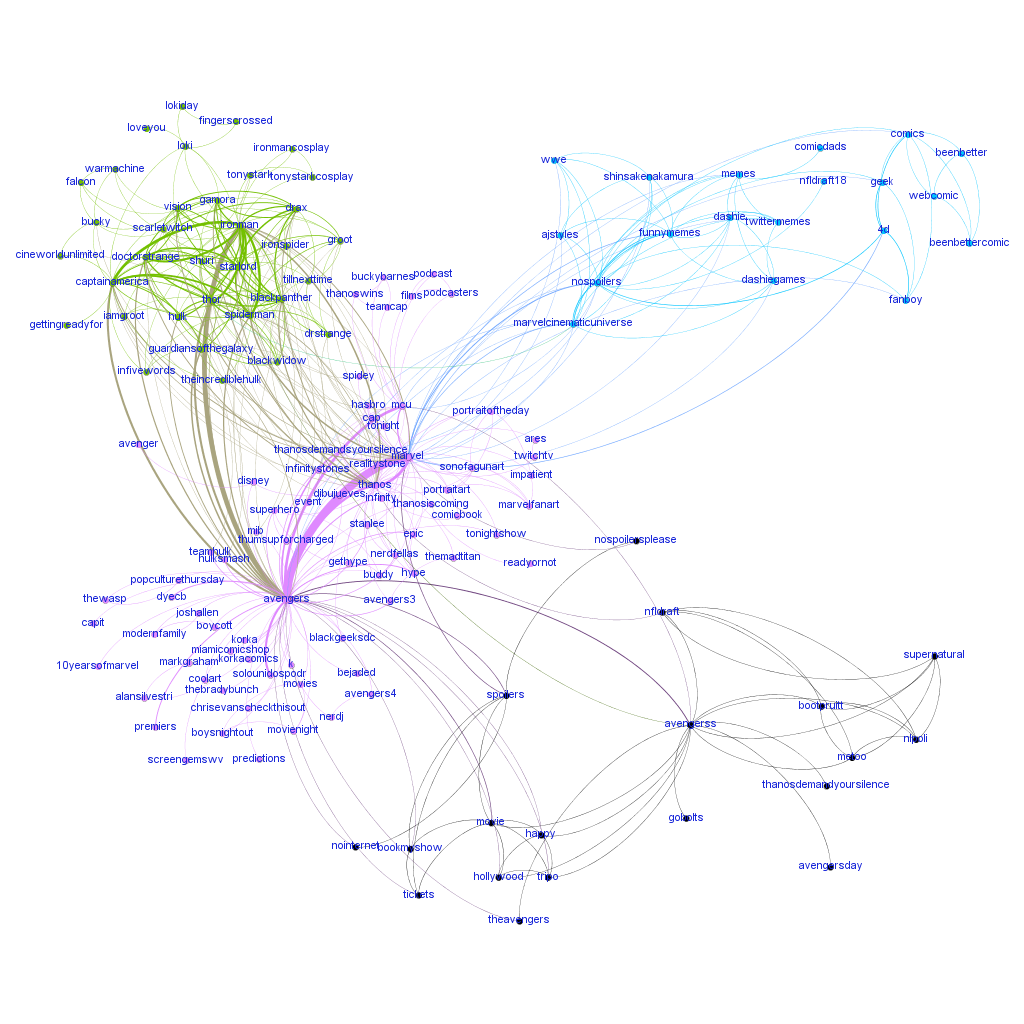 lokiday
fingerscrossed
loveyou
comics
loki
ironmancosplay
comicdads
beenbetter
wwe
warmachine
tonystark
tonystarkcosplay
shinsakenakamura
memes
nfldraft18
geek
falcon
gamora
webcomic
vision
drax
bucky
scarletwitch
ironman
dashie
twittermemes
ajstyles
funnymemes
4d
groot
ironspider
beenbettercomic
cineworldunlimited
doctorstrange
shuri
starlord
captainamerica
tillnexttime
buckybarnes
podcast
nospoilers
dashiegames
thor
blackpanther
thanoswins
films
podcasters
fanboy
iamgroot
hulk
spiderman
teamcap
gettingreadyfor
marvelcinematicuniverse
drstrange
guardiansofthegalaxy
blackwidow
infivewords
theincrediblehulk
spidey
hasbro
mcu
cap
portraitoftheday
tonight
avenger
ares
thanosdemandsyoursilence
marvel
twitchtv
infinitystones
realitystone
sonofagunart
impatient
disney
thanos
dibujueves
infinity
portraitart
event
thanosiscoming
marvelfanart
superhero
comicbook
stanlee
mib
thumsupforcharged
epic
tonightshow
nospoilersplease
teamhulk
hulksmash
nerdfellas
themadtitan
gethype
readyornot
popculturethursday
buddy
hype
thewasp
dyecb
avengers
avengers3
joshallen
nfldraft
capit
modernfamily
boycott
korka
blackgeeksdc
miamicomicshop
supernatural
10yearsofmarvel
markgraham
korkacomics
coolart
solounidospodr
bejaded
thebradybunch
movies
alansilvestri
avengers4
spoilers
chrisevanscheckthisout
bootcruitt
nerdj
premiers
boysnightout
movienight
avengerss
nlpoli
screengemswv
predictions
metoo
thanosdemandyoursilence
gobolts
movie
happy
nointernet
bookmyshow
avengersday
hollywood
tribo
tickets
theavengers